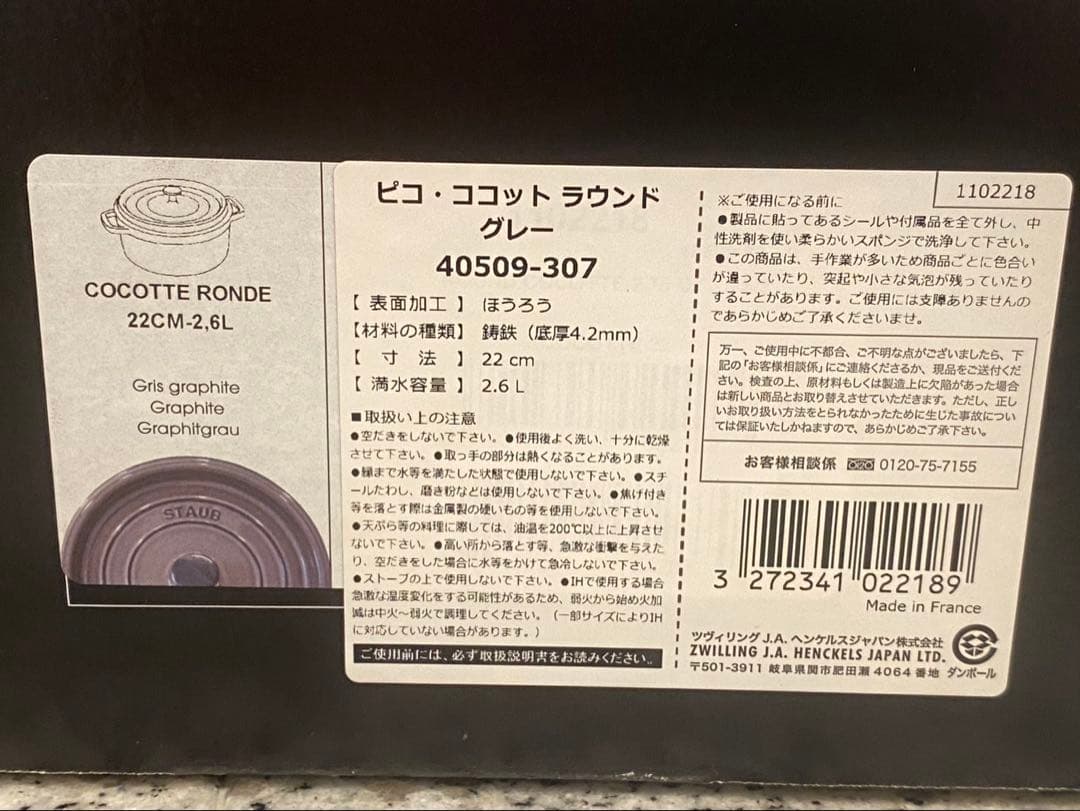 COCOTTE RONDE
22CM-2,6L
Gris graphite
Graphite
Graphitgrau
STAUB
ピコ・ココット ラウンド
グレー
40509-307
【 表面加工 】 ほうろう
【材料の種類】 鋳鉄（底厚4.2mm）
【 寸 法 】 22 cm
【 満水容量 】 2.6 L
■取扱い上の注意
●空だきをしないで下さい。●使用後よく洗い、十分に乾燥
させて下さい。●取っ手の部分は熱くなることがあります。
●縁まで水等を満たした状態で使用しないで下さい。●スチ
ールたわし、磨き粉などは使用しないで下さい。●焦げ付き
等を落とす際は金属製の硬いもの等を使用しないで下さい。
●天ぷら等の料理に際しては、油温を200℃以上に上昇させ
ないで下さい。●高い所から落とす等、急激な衝撃を与えた
り、空だきをした場合に水等をかけて急冷しないで下さい。
●ストーブの上で使用しないで下さい。●IHで使用する場合
急激な温度変化をする可能性があるため、弱火から始め火加
減は中火〜弱火で調理してください。（一部サイズによりIH
に対応していない場合があります。）
ご使用前には、必ず取扱説明書をお読みください。
1102218
※ご使用になる前に
●製品に貼ってあるシールや付属品を全て外し、中
性洗剤を使い柔らかいスポンジで洗浄して下さい。
●この商品は、手作業が多いため商品ごとに色合い
が違っていたり、突起や小さな気泡が残っていたり
することがあります。ご使用には支障ありませんの
であらかじめご了承くださいませ。
万一、ご使用中に不都合、ご不明な点がございましたら、下
記の「お客様相談係」にご連絡くださるか、現品をご送付くだ
さい。検査の上、原材料もしくは製造上に欠陥があった場合
は新しい商品とお取り替えさせていただきます。ただし、正し
いお取り扱い方法をとられなかったために生じた事故につい
ては保証いたしかねますので、あらかじめご了承下さい。
お客様相談係 0120-75-7155
3 272341 022189
Made in France
ツヴィリング J.A. ヘンケルスジャパン株式会社
ZWILLING J.A. HENCKELS JAPAN LTD.
〒501-3911 岐阜県関市肥田瀬 4064 番地 ダンボール